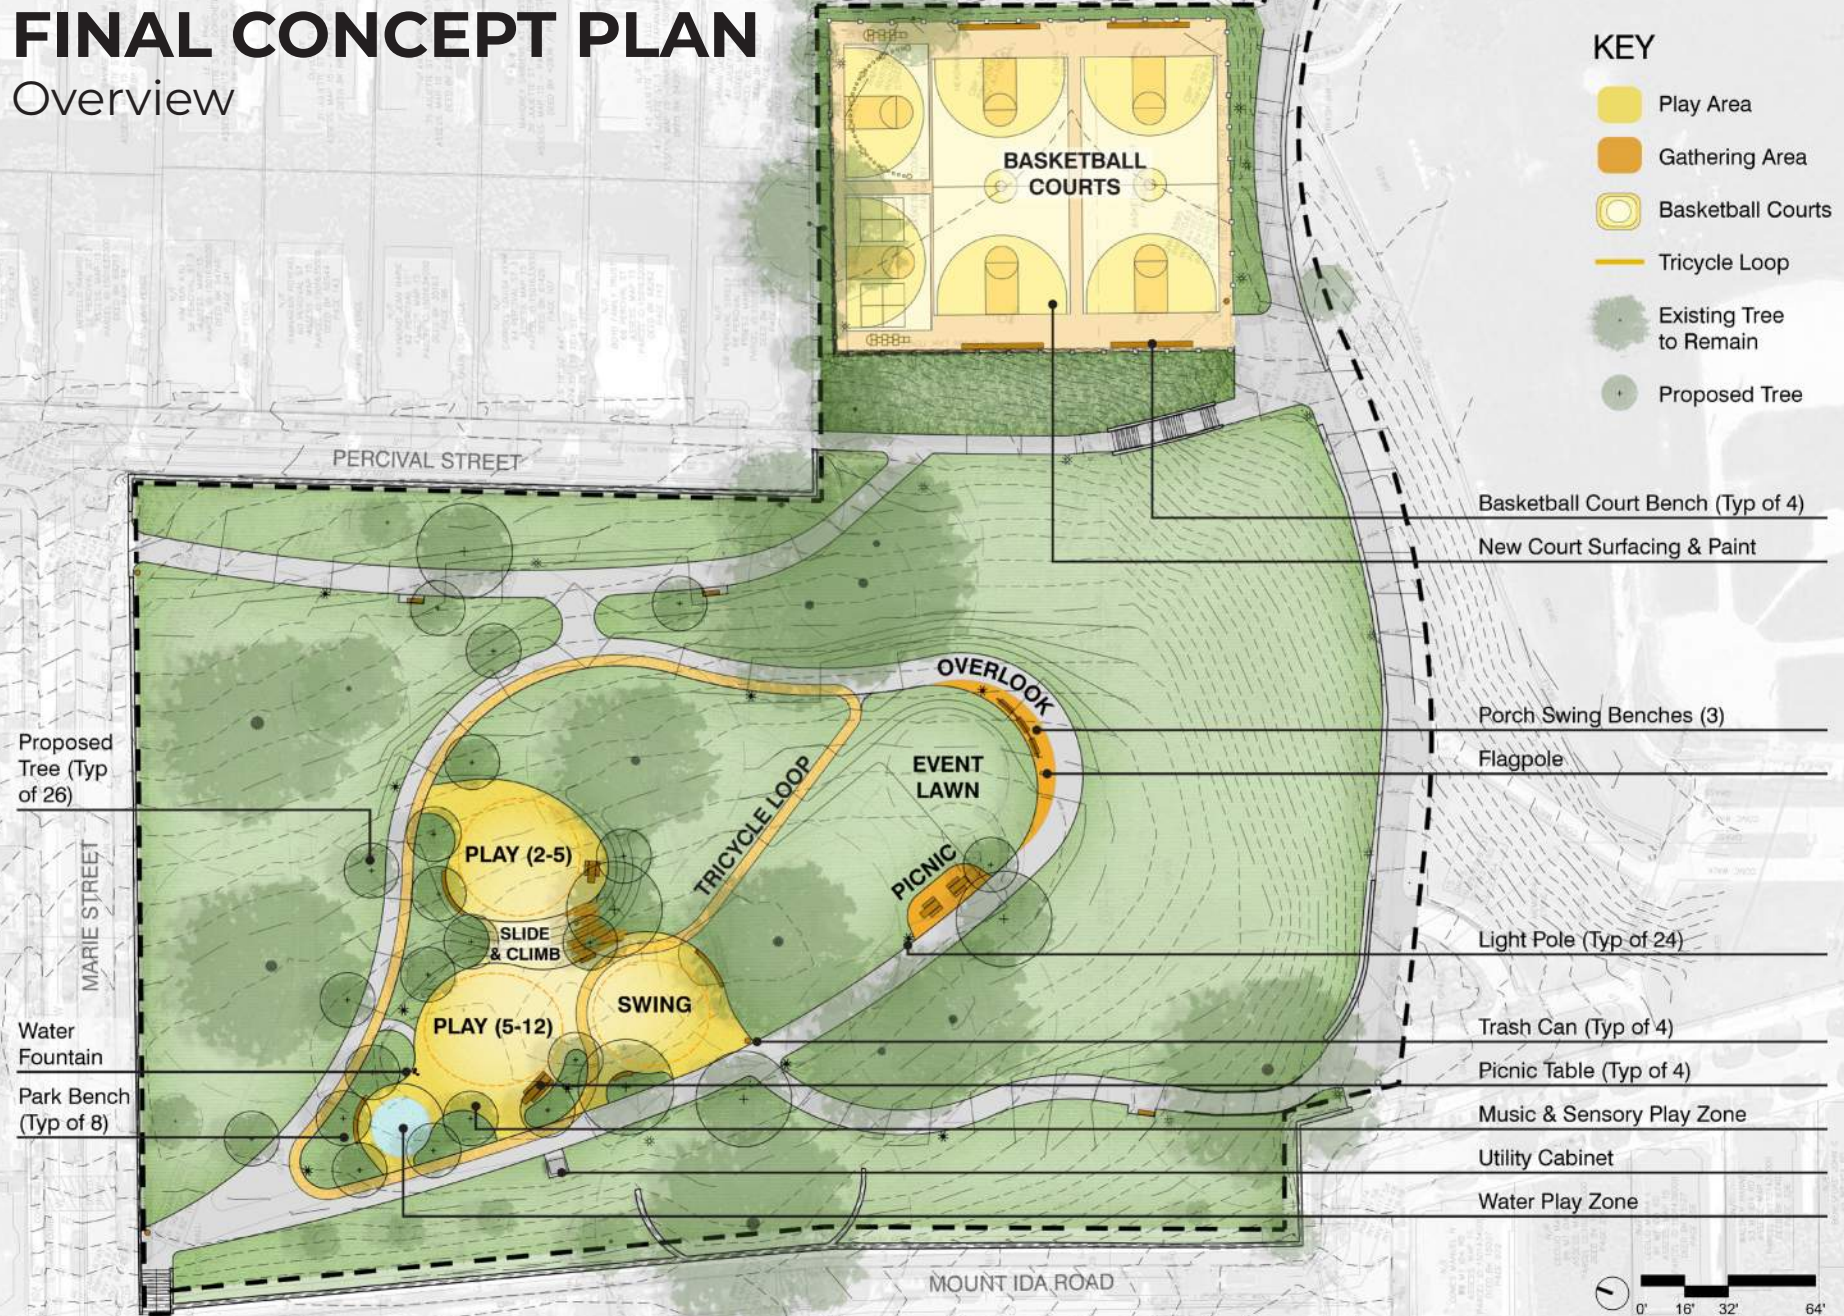 FINAL CONCEPT PLAN
Overview
KEY
Play Area
Gathering Area
Basketball Courts
Tricycle Loop
Existing Tree
to Remain
Proposed Tree
BASKETBALL
COURTS
PERCIVAL STREET
Basketball Court Bench (Typ of 4)
New Court Surfacing & Paint
OVERLOOK
Porch Swing Benches (3)
Flagpole
EVENT
LAWN
Proposed
Tree (Typ
of 26)
TRICYCLE LOOP
PLAY (2-5)
PICNIC
MARIE STREET
SLIDE
& CLIMB
Light Pole (Typ of 24)
SWING
PLAY (5-12)
Water
Fountain
Trash Can (Typ of 4)
Picnic Table (Typ of 4)
Park Bench
(Typ of 8)
Music & Sensory Play Zone
Utility Cabinet
Water Play Zone
MOUNT IDA ROAD
0' 16' 32' 64'